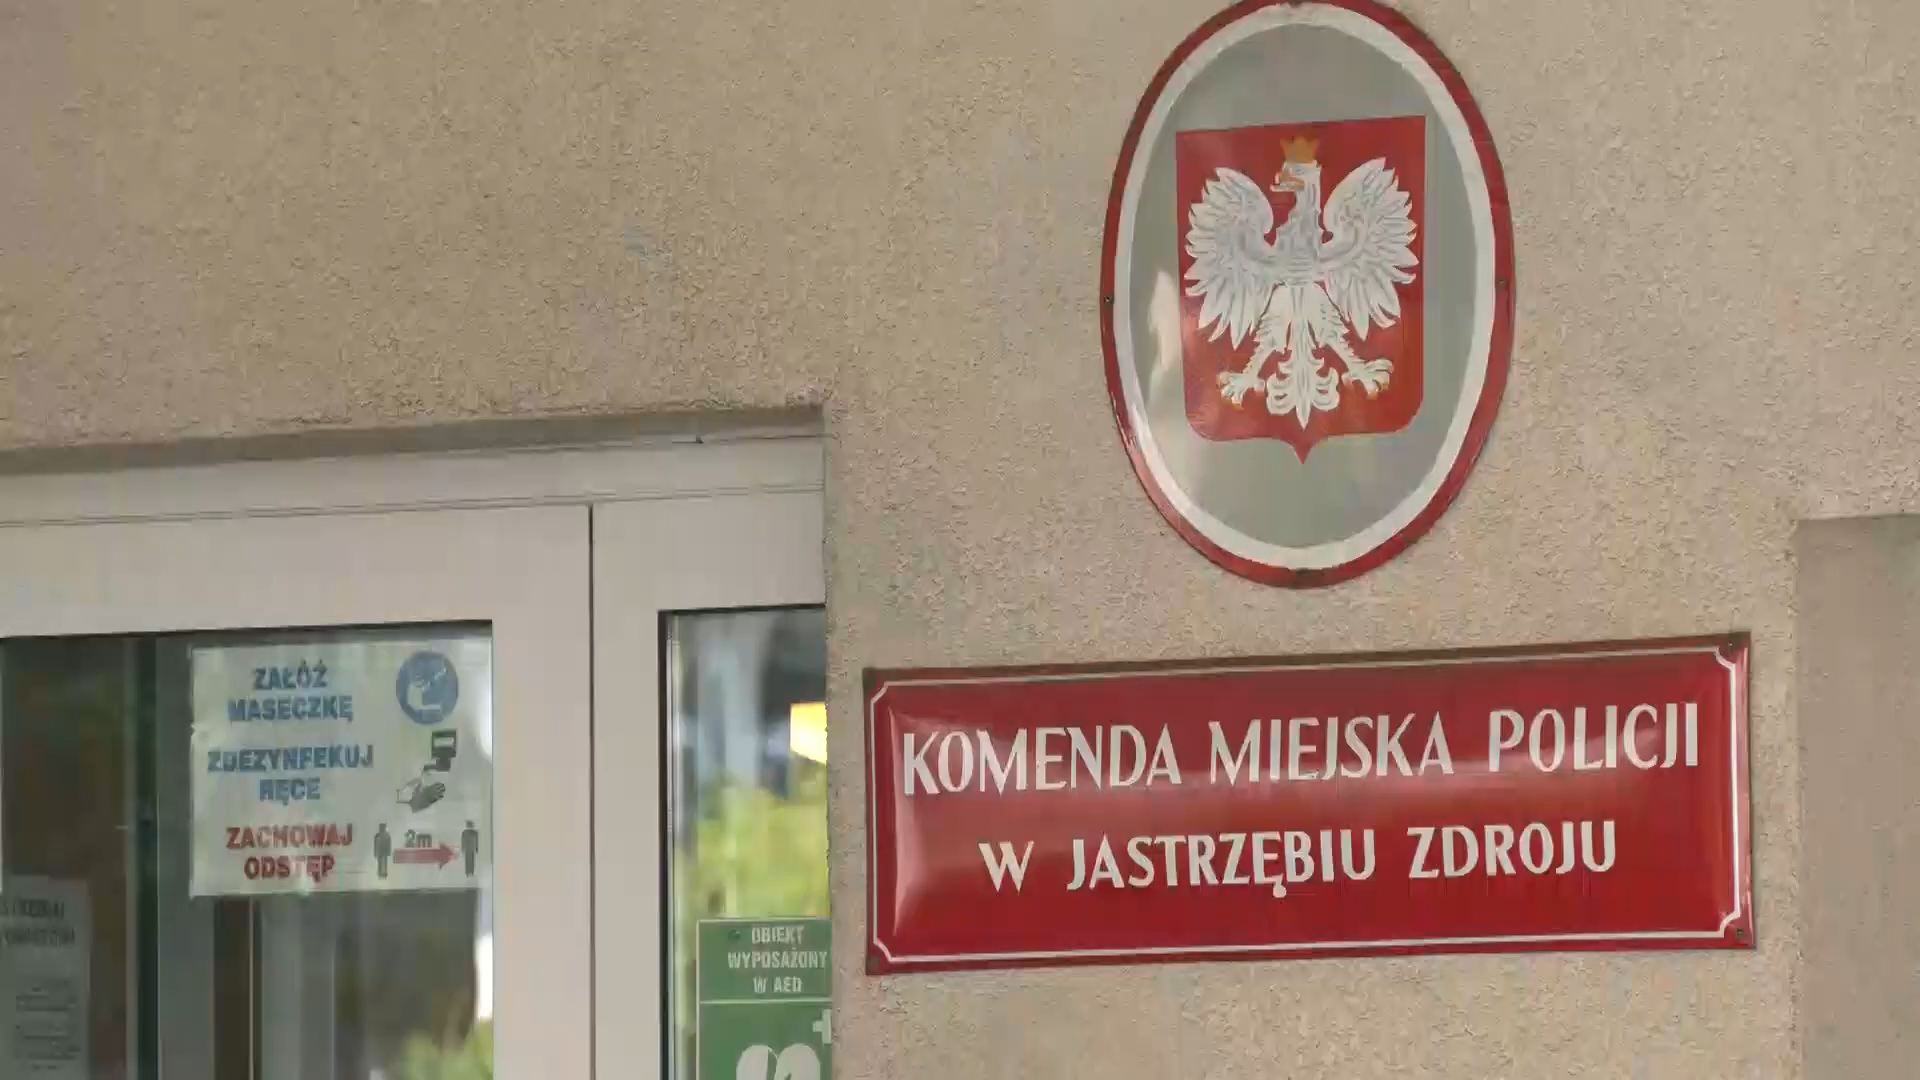 ZAŁÓŻ
MASECZKĘ
ZDEZYNFEKUJ
RĘCE
ZACHOWAJ
ODSTĘP
2m
OBIEKT
WYPOSAŻONY
W AED
KOMENDA MIEJSKA POLICJI
W JASTRZĘBIU ZDROJU